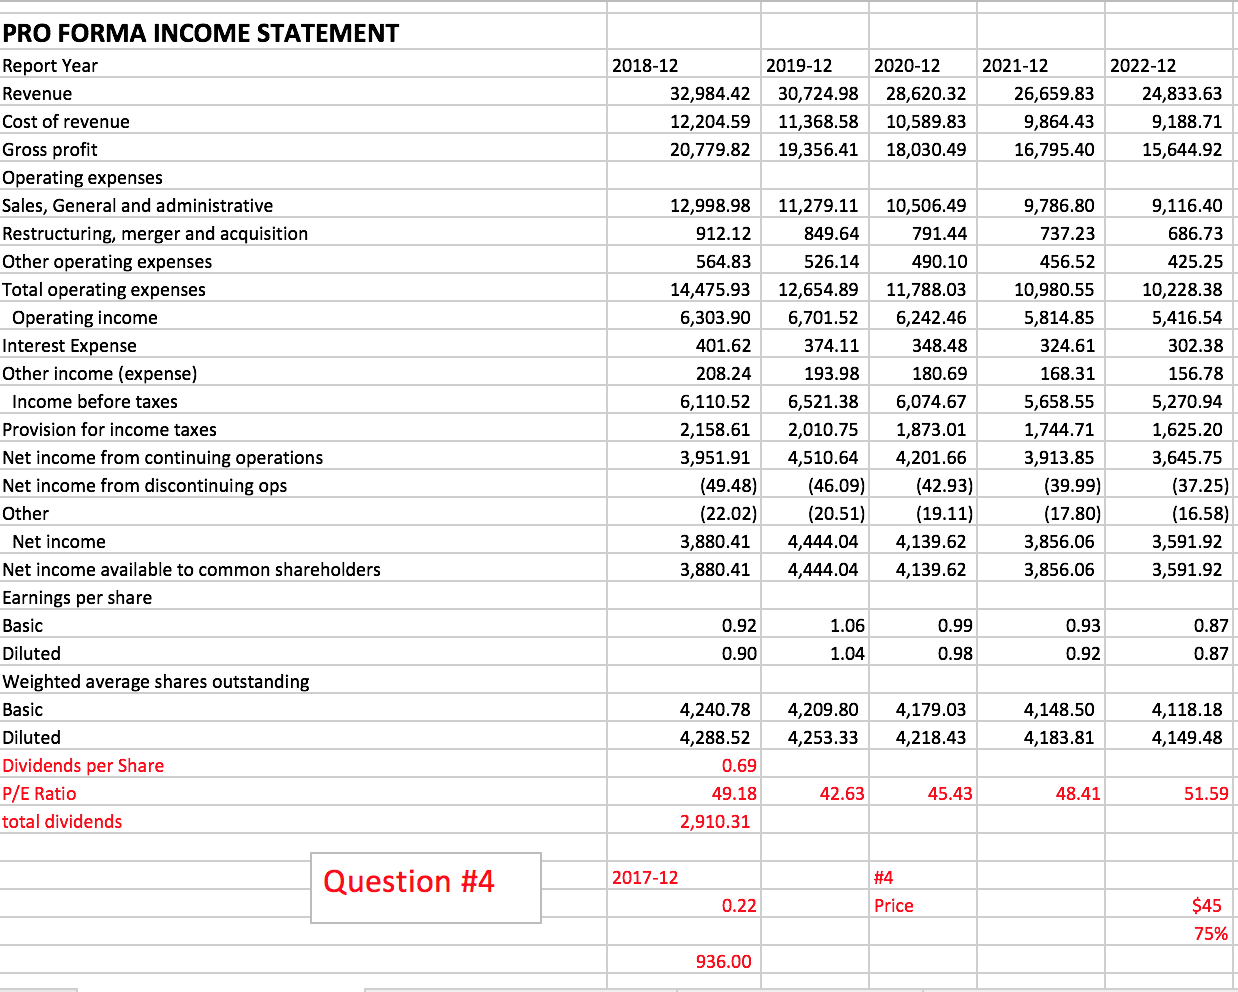 PRO FORMA INCOME STATEMENT
Report Year 2018-12 2019-12 2020-12 2021-12 2022-12
Revenue 32,984.42 30,724.98 28,620.32 26,659.83 24,833.63
Cost of revenue 12,204.59 11,368.58 10,589.83 9,864.43 9,188.71
Gross profit 20,779.82 19,356.41 18,030.49 16,795.40 15,644.92
Operating expenses
Sales, General and administrative 12,998.98 11,279.11 10,506.49 9,786.80 9,116.40
Restructuring, merger and acquisition 912.12 849.64 791.44 737.23 686.73
Other operating expenses 564.83 526.14 490.10 456.52 425.25
Total operating expenses 14,475.93 12,654.89 11,788.03 10,980.55 10,228.38
Operating income 6,303.90 6,701.52 6,242.46 5,814.85 5,416.54
Interest Expense 401.62 374.11 348.48 324.61 302.38
Other income (expense) 208.24 193.98 180.69 168.31 156.78
Income before taxes 6,110.52 6,521.38 6,074.67 5,658.55 5,270.94
Provision for income taxes 2,158.61 2,010.75 1,873.01 1,744.71 1,625.20
Net income from continuing operations 3,951.91 4,510.64 4,201.66 3,913.85 3,645.75
Net income from discontinuing ops (49.48) (46.09) (42.93) (39.99) (37.25)
Other (22.02) (20.51) (19.11) (17.80) (16.58)
Net income 3,880.41 4,444.04 4,139.62 3,856.06 3,591.92
Net income available to common shareholders 3,880.41 4,444.04 4,139.62 3,856.06 3,591.92
Earnings per share
Basic 0.92 1.06 0.99 0.93 0.87
Diluted 0.90 1.04 0.98 0.92 0.87
Weighted average shares outstanding
Basic 4,240.78 4,209.80 4,179.03 4,148.50 4,118.18
Diluted 4,288.52 4,253.33 4,218.43 4,183.81 4,149.48
Dividends per Share 0.69
P/E Ratio 49.18 42.63 45.43 48.41 51.59
total dividends 2,910.31
Question #4 2017-12 #4
0.22 Price $45
75%
936.00